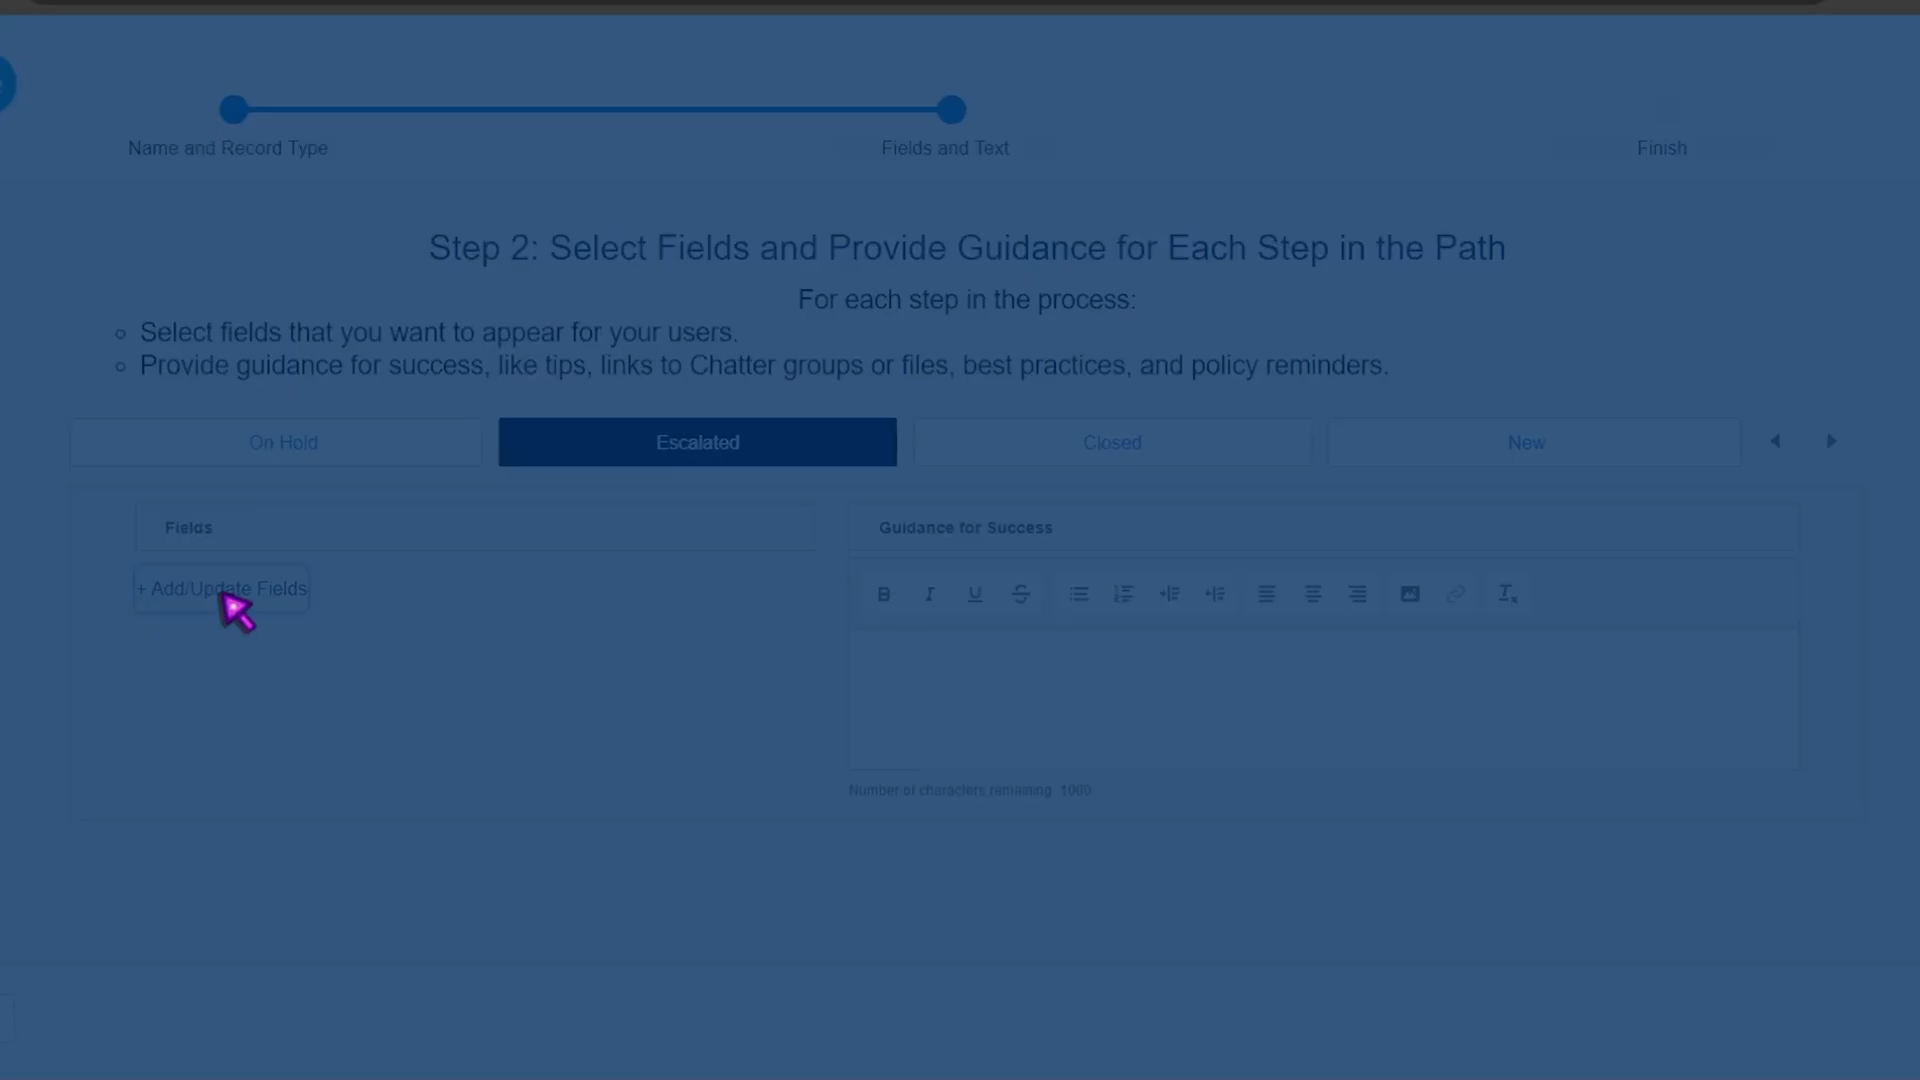 Name and Record Type
Fields and Text
Finish
Step 2: Select Fields and Provide Guidance for Each Step in the Path
For each step in the process:
Select fields that you want to appear for your users.
Provide guidance for success, like tips, links to Chatter groups or files, best practices, and policy reminders.
On Hold
Escalated
Closed
New
Fields
Guidance for Success
+ Add/Update Fields
B I U S
Number of characters remaining 1000